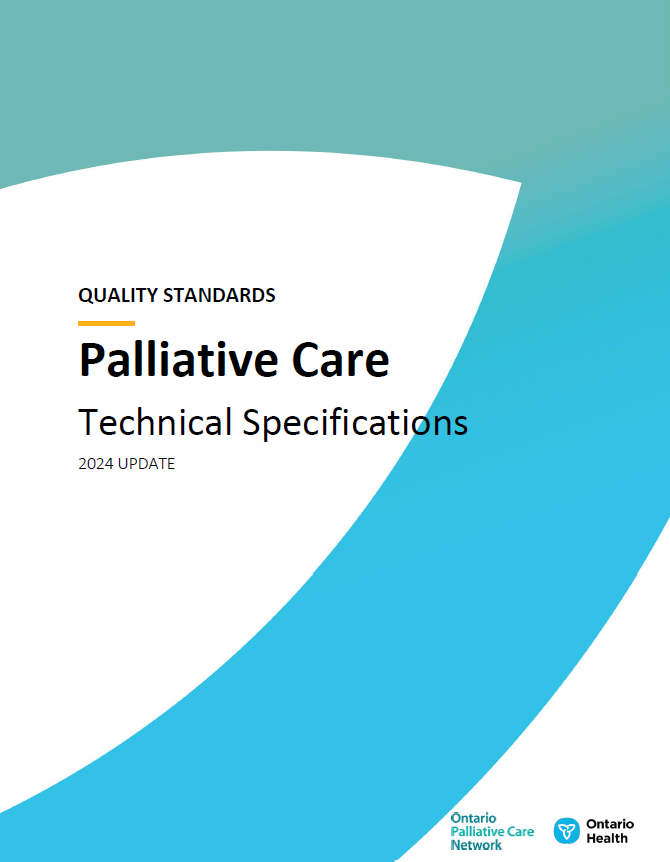 QUALITY STANDARDS
Palliative Care
Technical Specifications
2024 UPDATE
Ontario
Palliative Care
Network
Ontario
Health